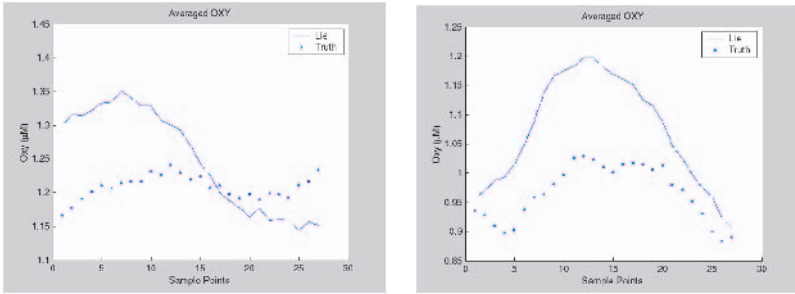 Averaged OXY
1.45
1.4
1.35
1.3
1.25
1.2
1.15
1.1
Oxy (μM)
Lie
Truth
0 5 10 15 20 25 30
Sample Points
Averaged OXY
1.25
1.2
1.15
1.1
1.05
1
0.95
0.9
0.85
Oxy (μM)
Lie
Truth
0 5 10 15 20 25 30
Sample Points